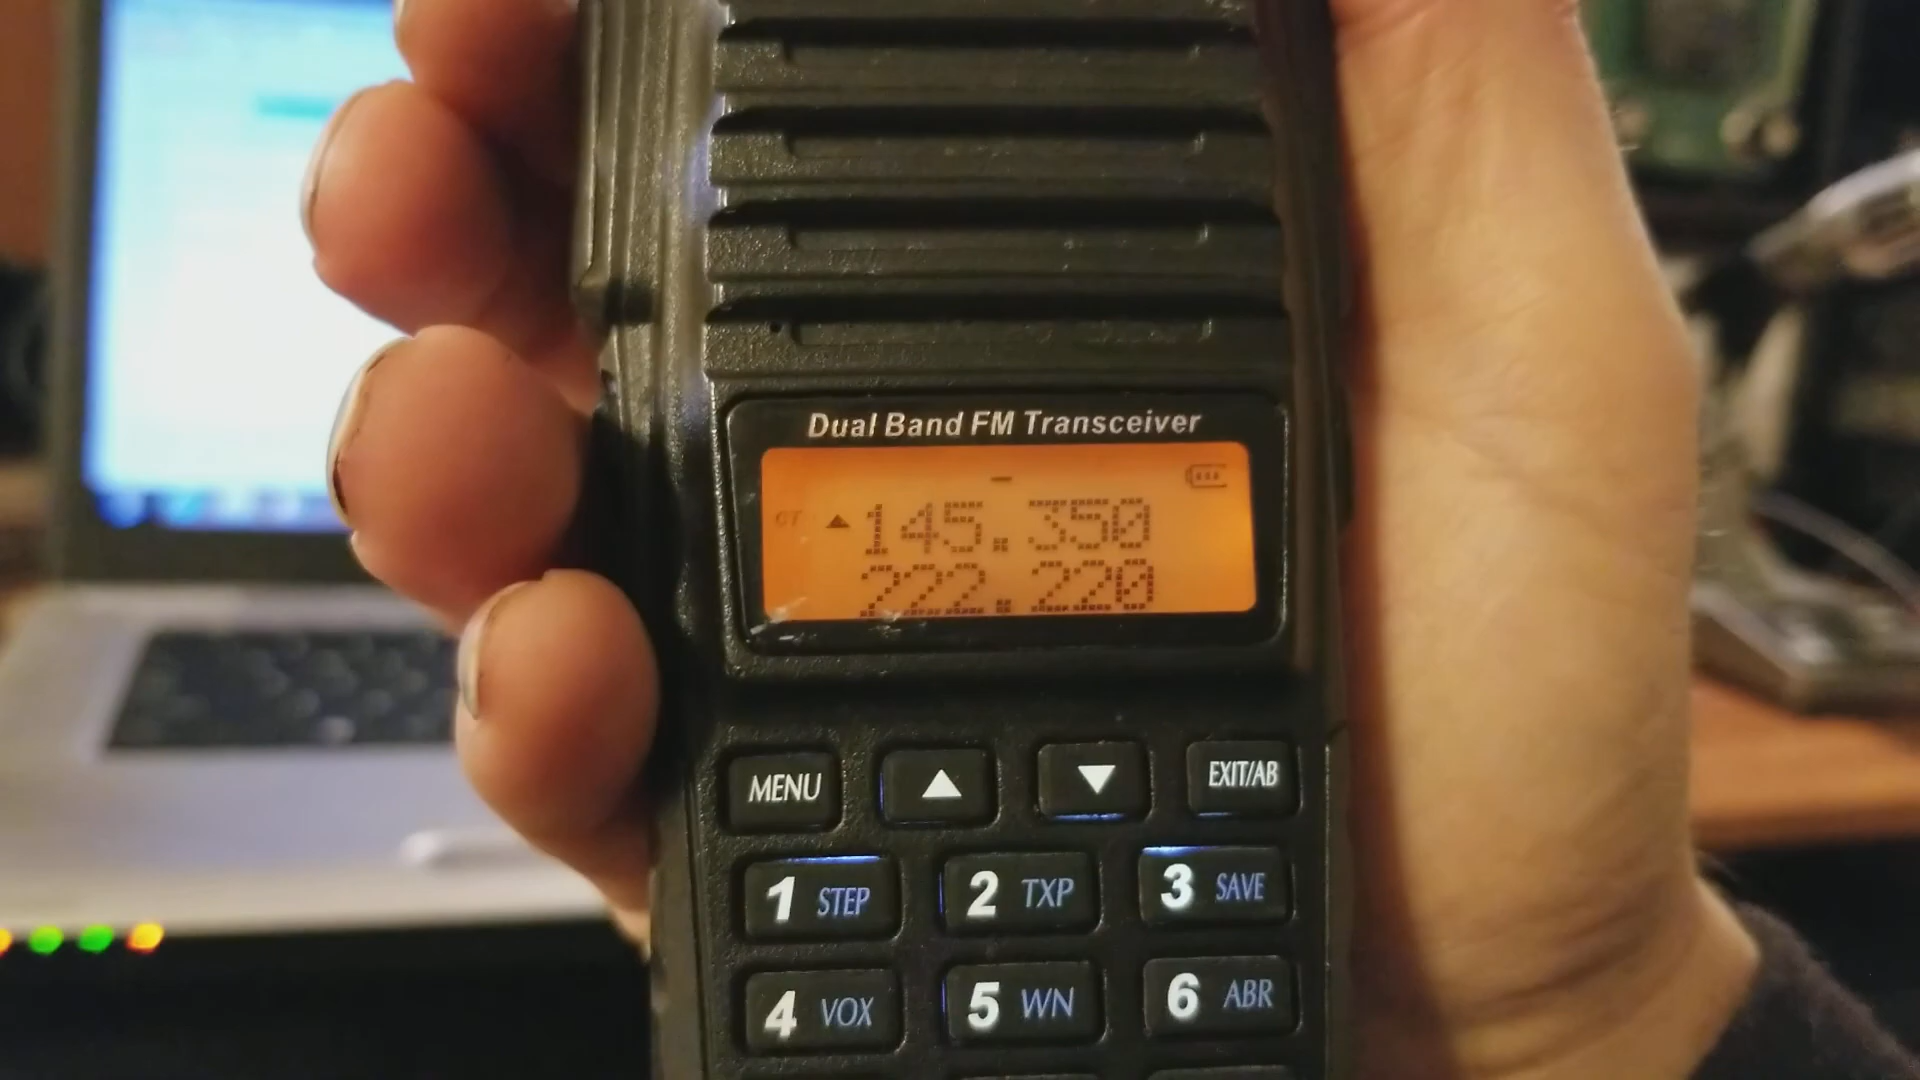 Dual Band FM Transceiver
CT
145.350
222.220
MENU ▲ ▼ EXIT/AB
1 STEP 2 TXP 3 SAVE
4 VOX 5 WN 6 ABR